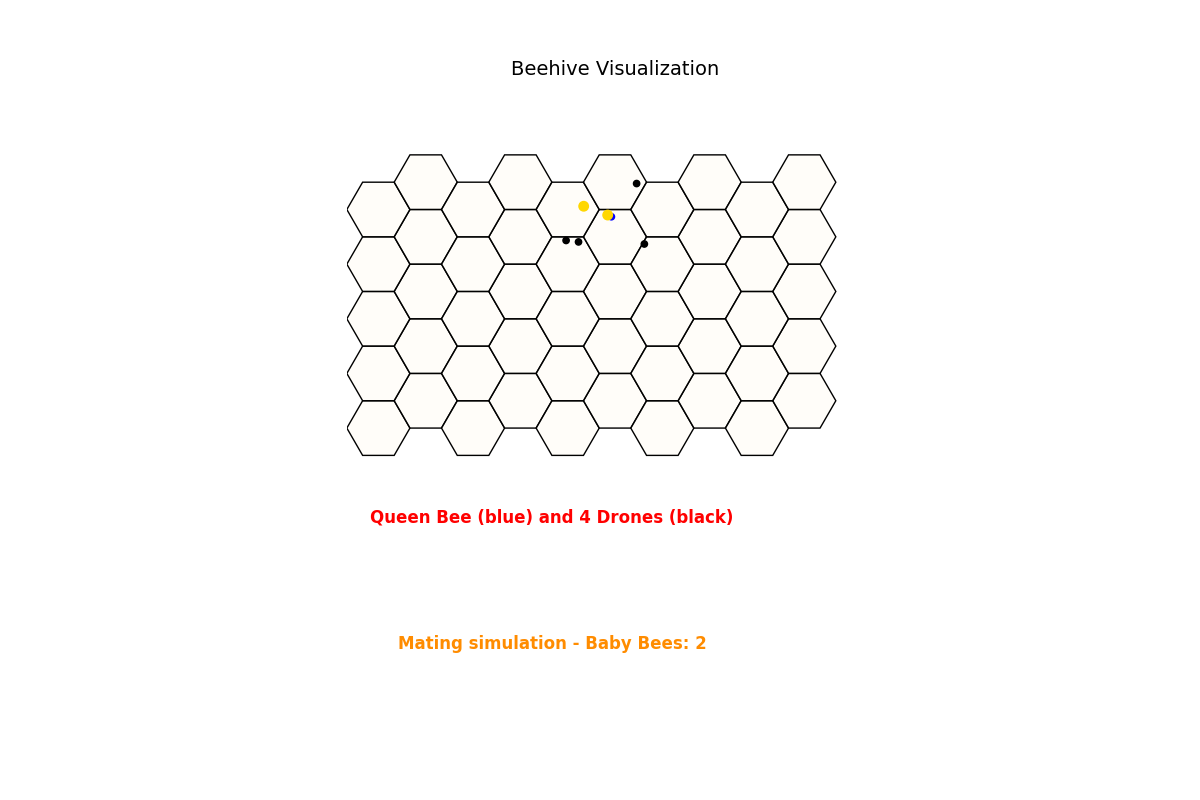 Beehive Visualization
Queen Bee (blue) and 4 Drones (black)
Mating simulation - Baby Bees: 2